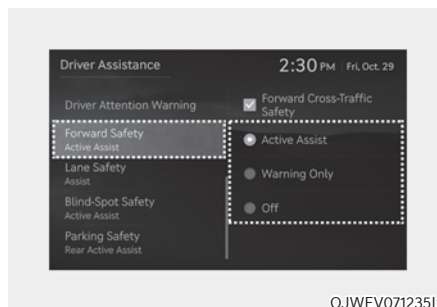 Driver Assistance
2:30 PM Fri, Oct. 29
Driver Attention Warning
Forward Safety
Active Assist
Lane Safety
Assist
Blind-Spot Safety
Active Assist
Parking Safety
Rear Active Assist
Forward Cross-Traffic
Safety
Active Assist
Warning Only
Off
OJWEV071235L